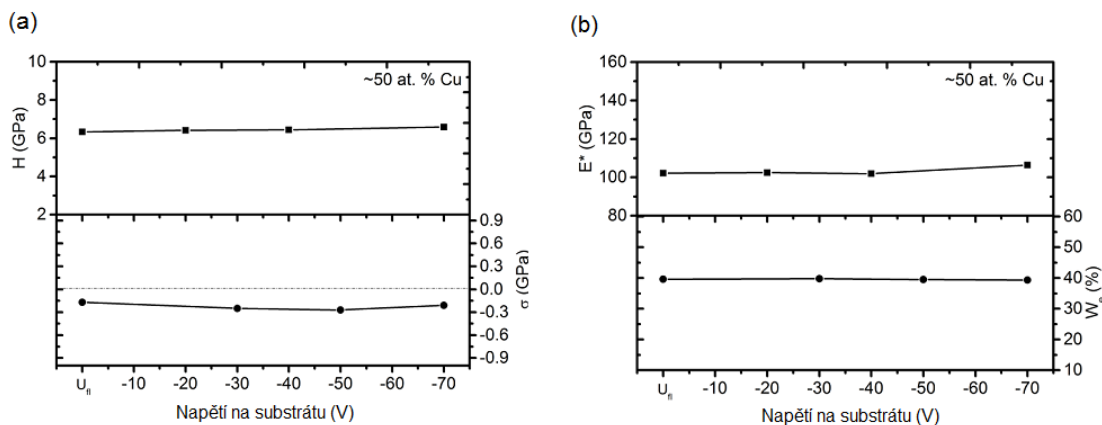 (a)
~50 at. % Cu
H (GPa)
10
8
6
4
2
σ (GPa)
0.9
0.6
0.3
0.0
-0.3
-0.6
-0.9
U_fl -10 -20 -30 -40 -50 -60 -70
Napětí na substrátu (V)
(b)
~50 at. % Cu
E* (GPa)
160
140
120
100
80
W_e (%)
60
50
40
30
20
10
U_fl -10 -20 -30 -40 -50 -60 -70
Napětí na substrátu (V)